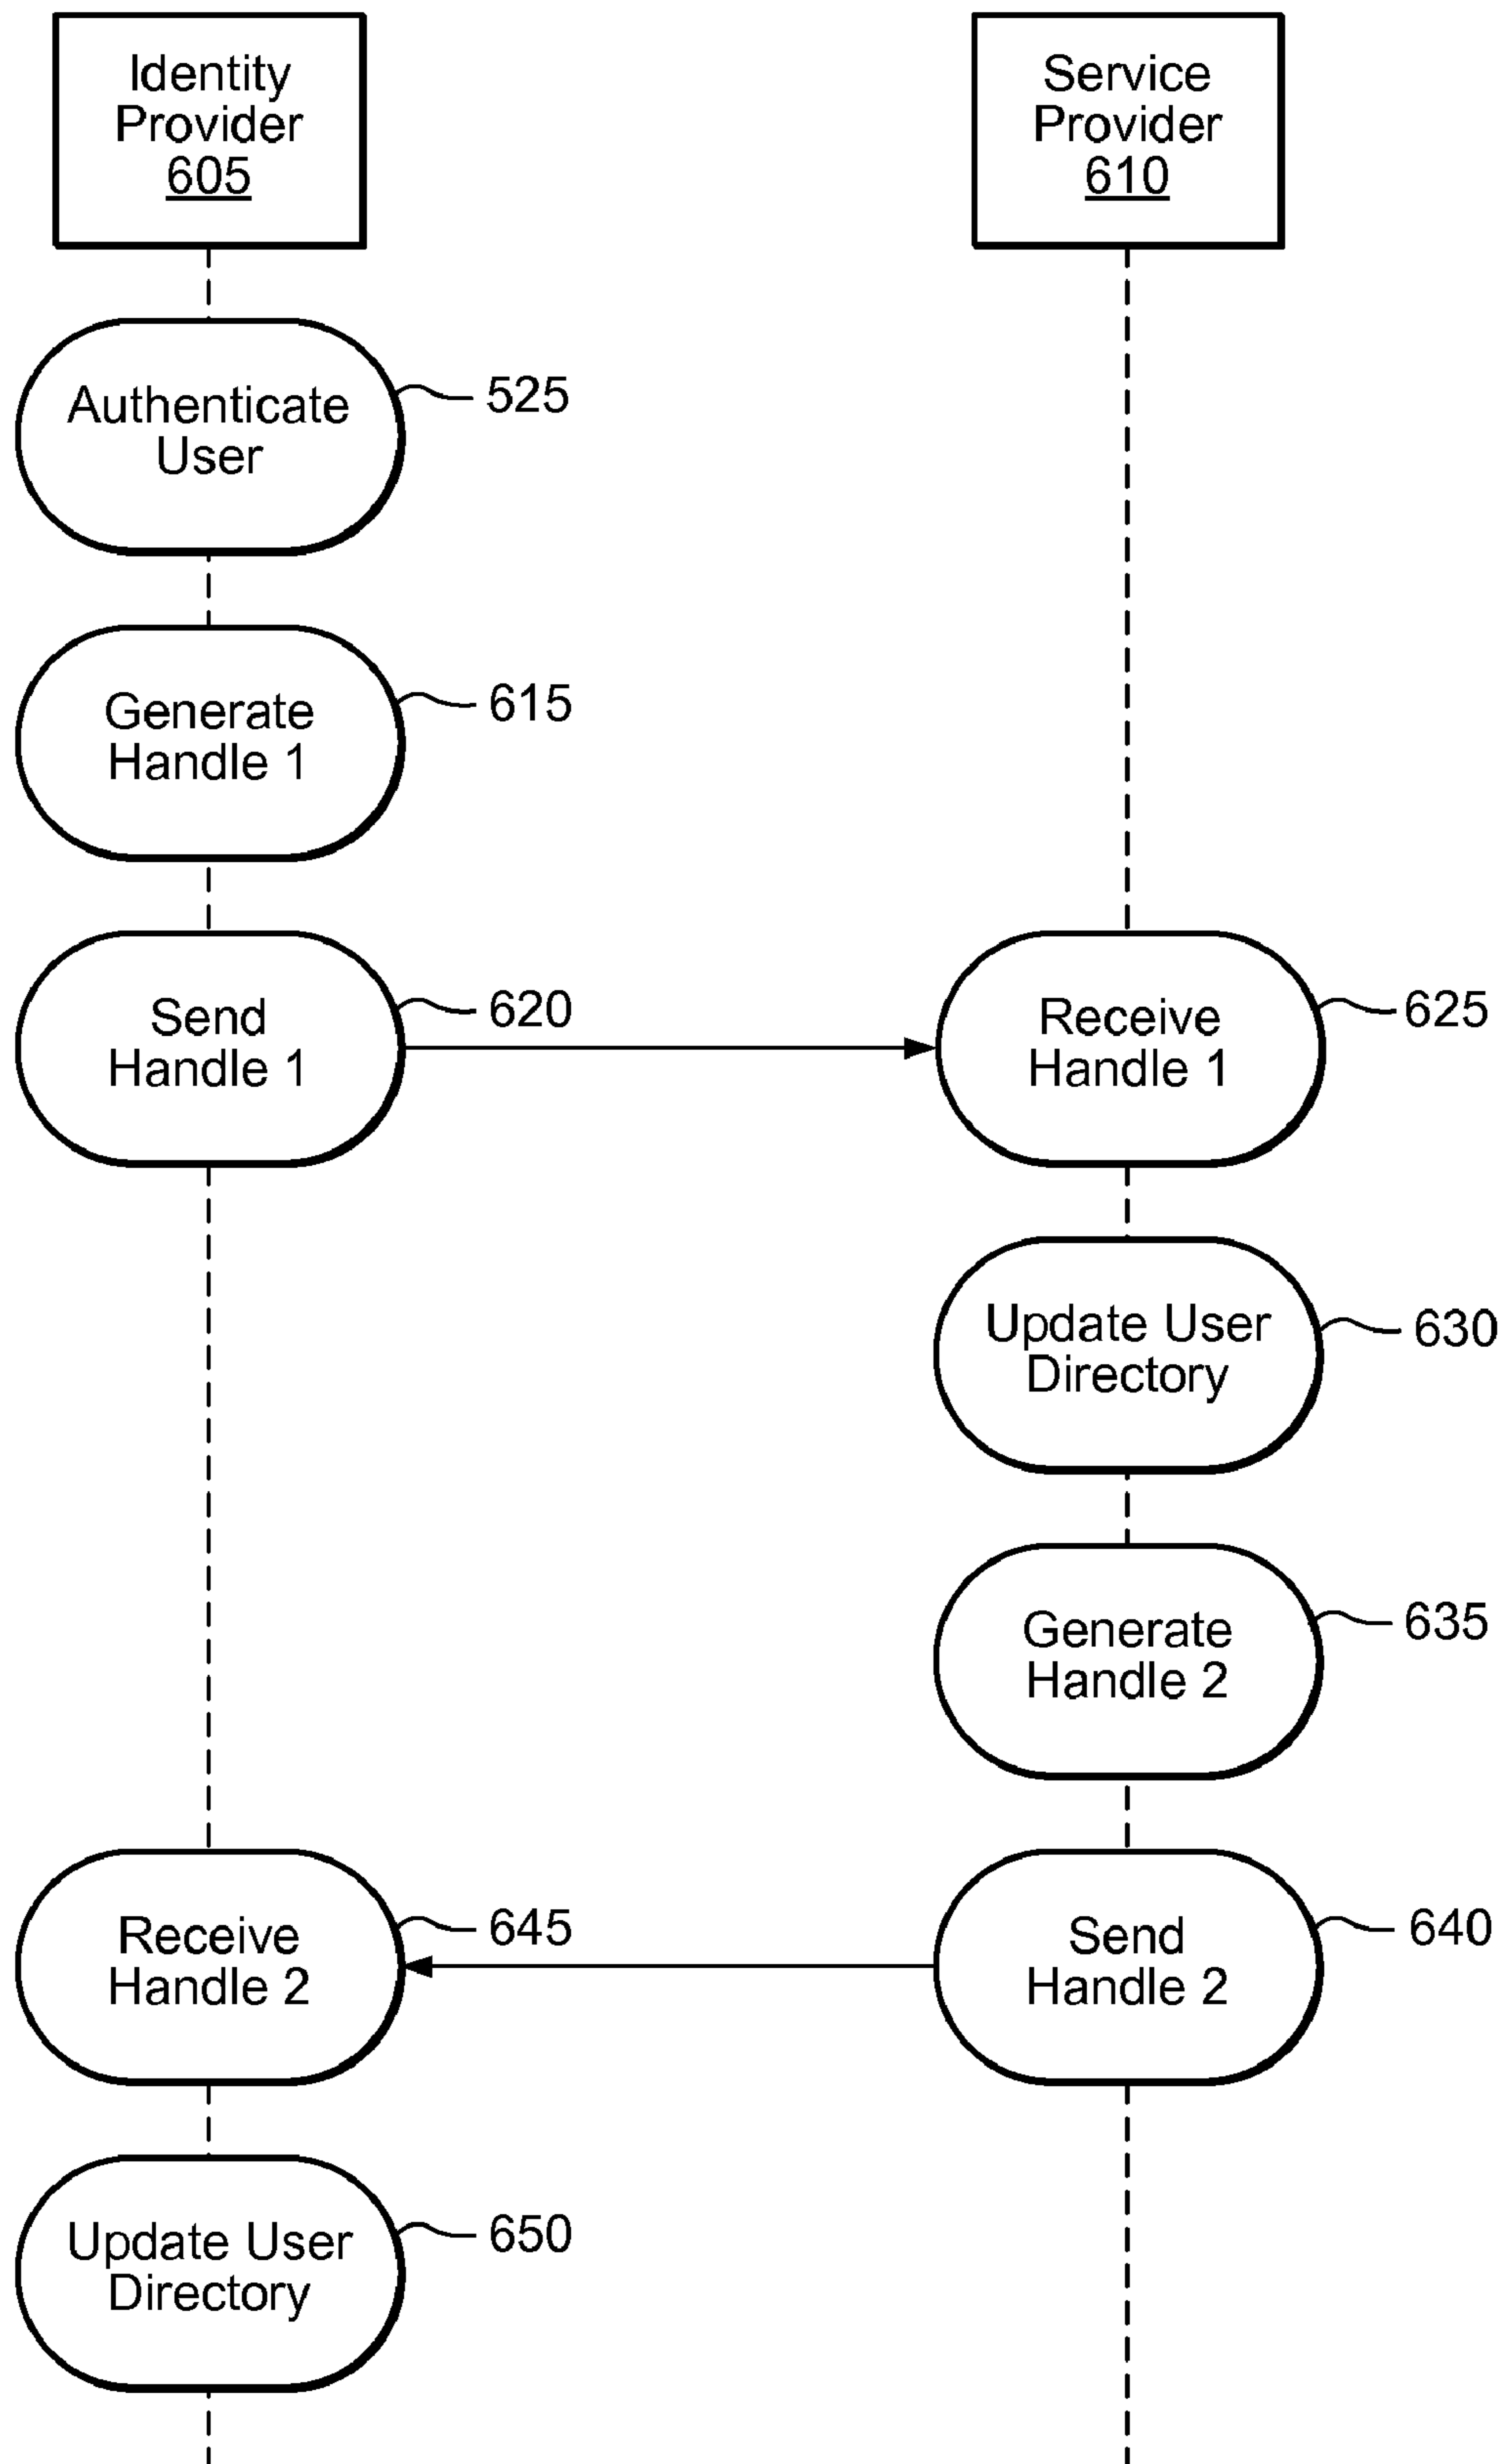 Identity
Provider
605
Service
Provider
610
Authenticate
User
525
Generate
Handle 1
615
Send
Handle 1
620
Receive
Handle 1
625
Update User
Directory
630
Generate
Handle 2
635
Receive
Handle 2
645
Send
Handle 2
640
Update User
Directory
650